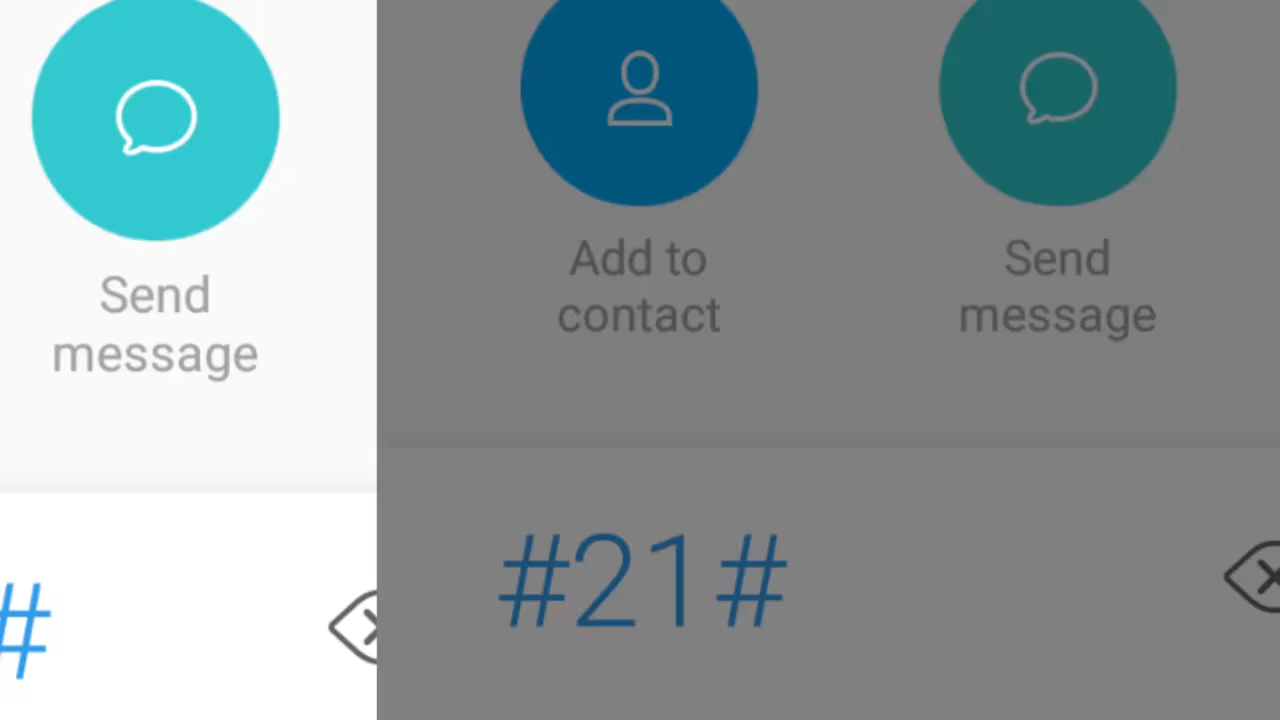 Send
message
#
Add to
contact
Send
message
#21#